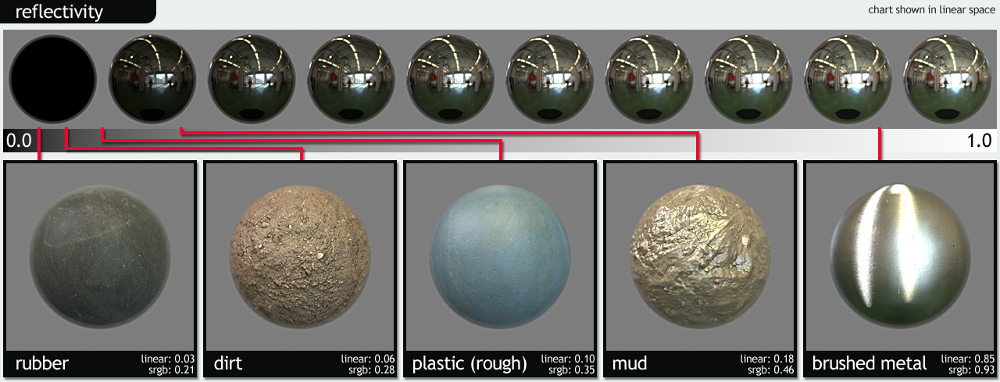 reflectivity
chart shown in linear space
0.0
1.0
rubber
linear: 0.03
srgb: 0.21
dirt
linear: 0.06
srgb: 0.28
plastic (rough)
linear: 0.10
srgb: 0.35
mud
linear: 0.18
srgb: 0.46
brushed metal
linear: 0.85
srgb: 0.93